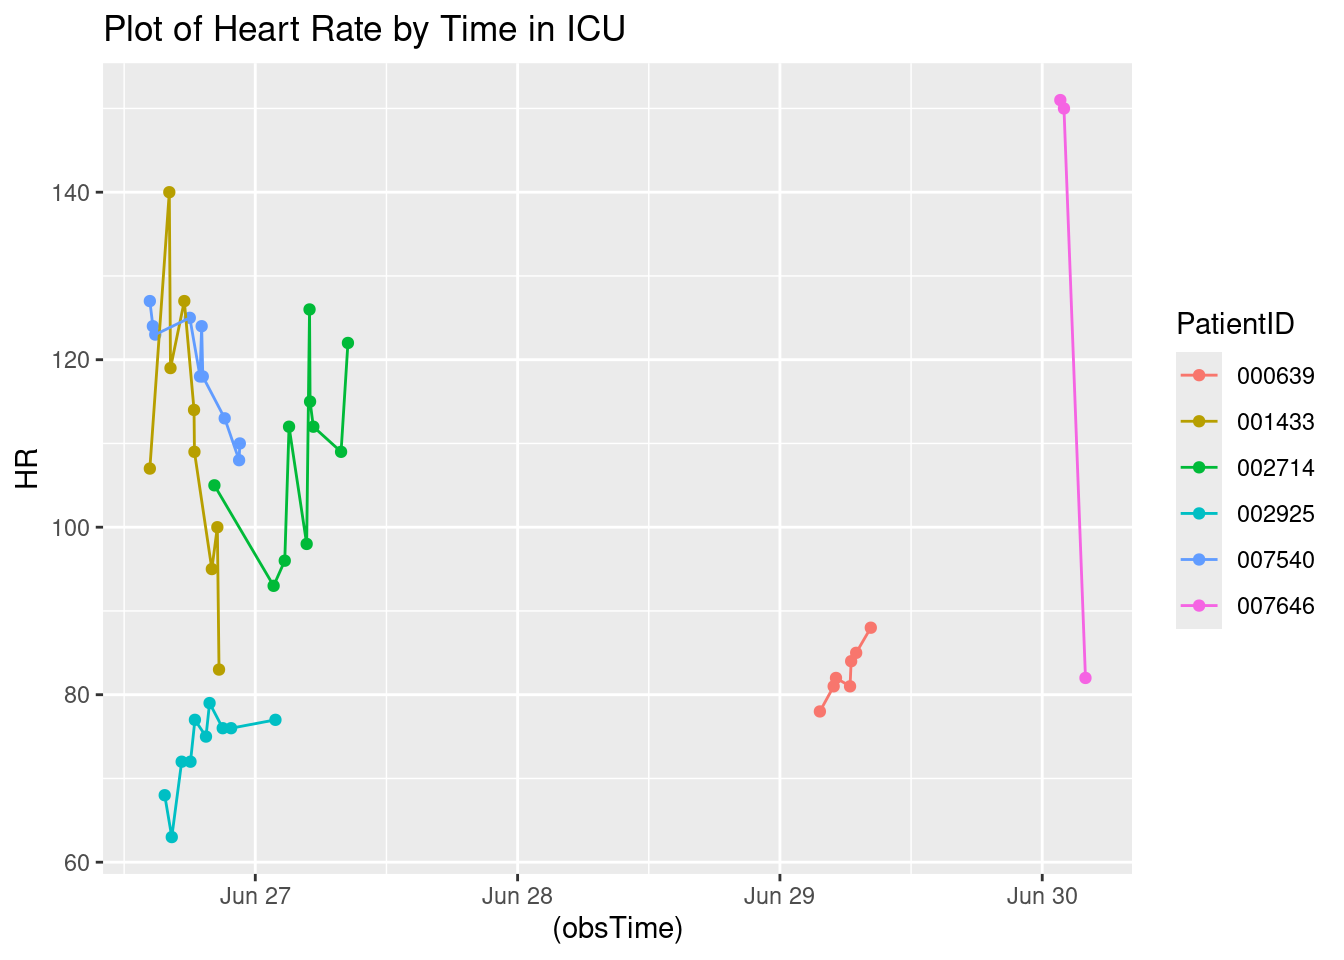 Plot of Heart Rate by Time in ICU
HR
140
120
100
80
60
Jun 27
Jun 28
Jun 29
Jun 30
(obsTime)
PatientID
000639
001433
002714
002925
007540
007646